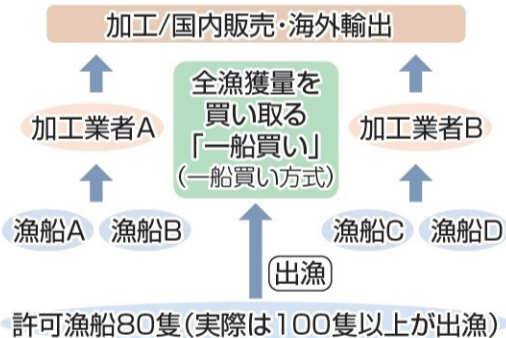 加工/国内販売・海外輸出
全漁獲量を
買い取る
「一船買い」
(一船買い方式)
加工業者A
加工業者B
漁船A 漁船B
漁船C 漁船D
出漁
許可漁船80隻(実際は100隻以上が出漁)